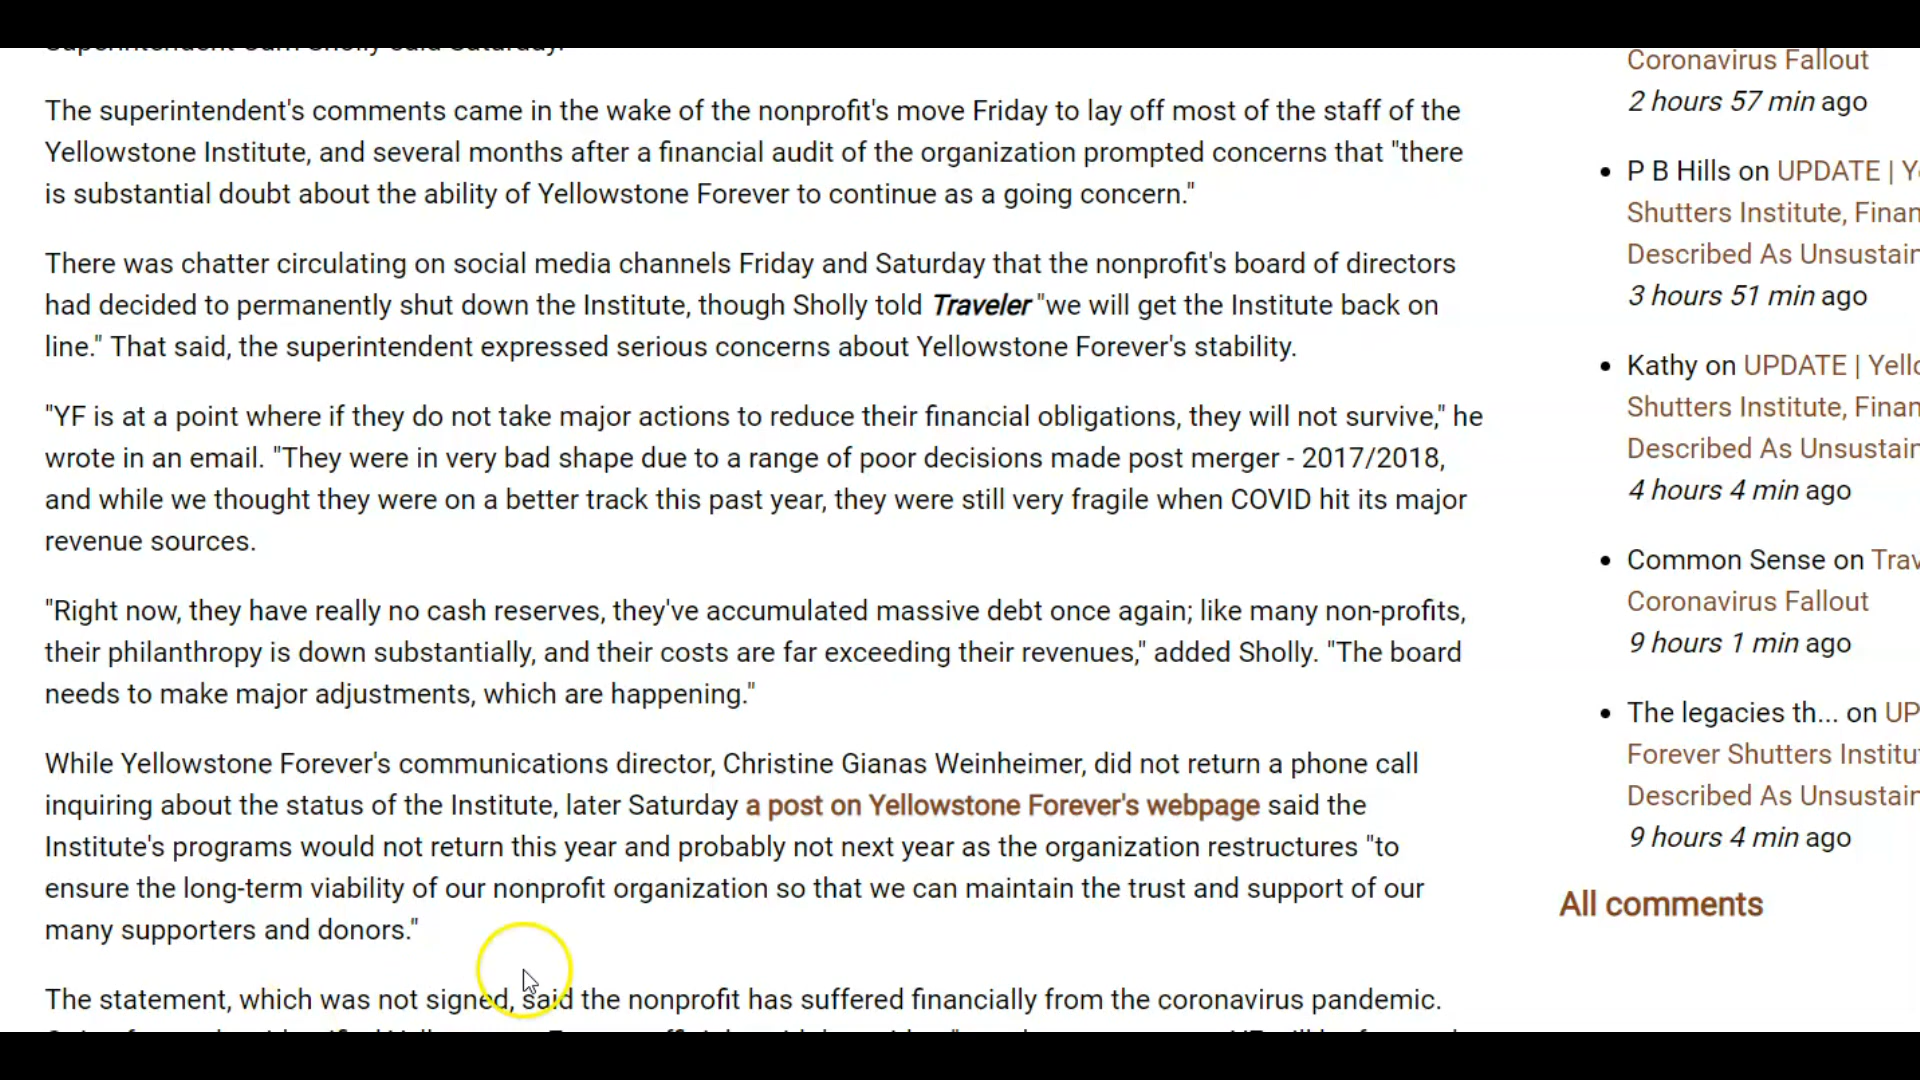 The superintendent's comments came in the wake of the nonprofit's move Friday to lay off most of the staff of the
Yellowstone Institute, and several months after a financial audit of the organization prompted concerns that "there
is substantial doubt about the ability of Yellowstone Forever to continue as a going concern."
There was chatter circulating on social media channels Friday and Saturday that the nonprofit's board of directors
had decided to permanently shut down the Institute, though Sholly told Traveler "we will get the Institute back on
line." That said, the superintendent expressed serious concerns about Yellowstone Forever's stability.
"YF is at a point where if they do not take major actions to reduce their financial obligations, they will not survive," he
wrote in an email. "They were in very bad shape due to a range of poor decisions made post merger - 2017/2018,
and while we thought they were on a better track this past year, they were still very fragile when COVID hit its major
revenue sources.
"Right now, they have really no cash reserves, they've accumulated massive debt once again; like many non-profits,
their philanthropy is down substantially, and their costs are far exceeding their revenues," added Sholly. "The board
needs to make major adjustments, which are happening."
While Yellowstone Forever's communications director, Christine Gianas Weinheimer, did not return a phone call
inquiring about the status of the Institute, later Saturday a post on Yellowstone Forever's webpage said the
Institute's programs would not return this year and probably not next year as the organization restructures "to
ensure the long-term viability of our nonprofit organization so that we can maintain the trust and support of our
many supporters and donors."
The statement, which was not signed, said the nonprofit has suffered financially from the coronavirus pandemic.
Coronavirus Fallout
2 hours 57 min ago
P B Hills on UPDATE | Y
Shutters Institute, Finan
Described As Unsustain
3 hours 51 min ago
Kathy on UPDATE | Yello
Shutters Institute, Finan
Described As Unsustain
4 hours 4 min ago
Common Sense on Trav
Coronavirus Fallout
9 hours 1 min ago
The legacies th... on UP
Forever Shutters Institu
Described As Unsustain
9 hours 4 min ago
All comments